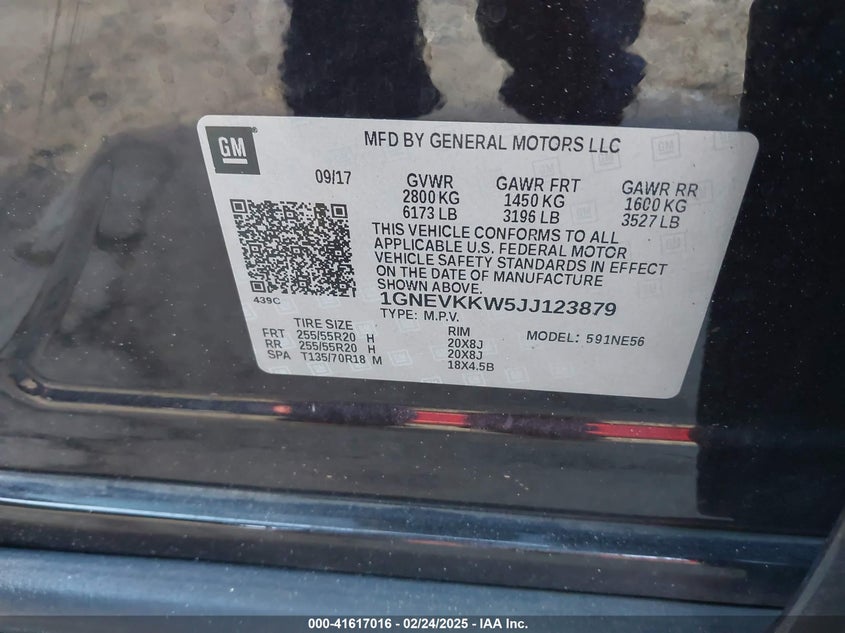 GM
MFD BY GENERAL MOTORS LLC
09/17
GVWR GAWR FRT GAWR RR
2800 KG 1450 KG 1600 KG
6173 LB 3196 LB 3527 LB
THIS VEHICLE CONFORMS TO ALL
APPLICABLE U.S. FEDERAL MOTOR
VEHICLE SAFETY STANDARDS IN EFFECT
ON THE DATE OF MANUFACTURE
SHOWN ABOVE.
439C
1GNEVKKW5JJ123879
TYPE: M.P.V.
MODEL: 591NE56
TIRE SIZE RIM
FRT 255/55R20 H 20X8J
RR 255/55R20 H 20X8J
SPA T135/70R18 M 18X4.5B
000-41617016 - 02/24/2025 - IAA Inc.